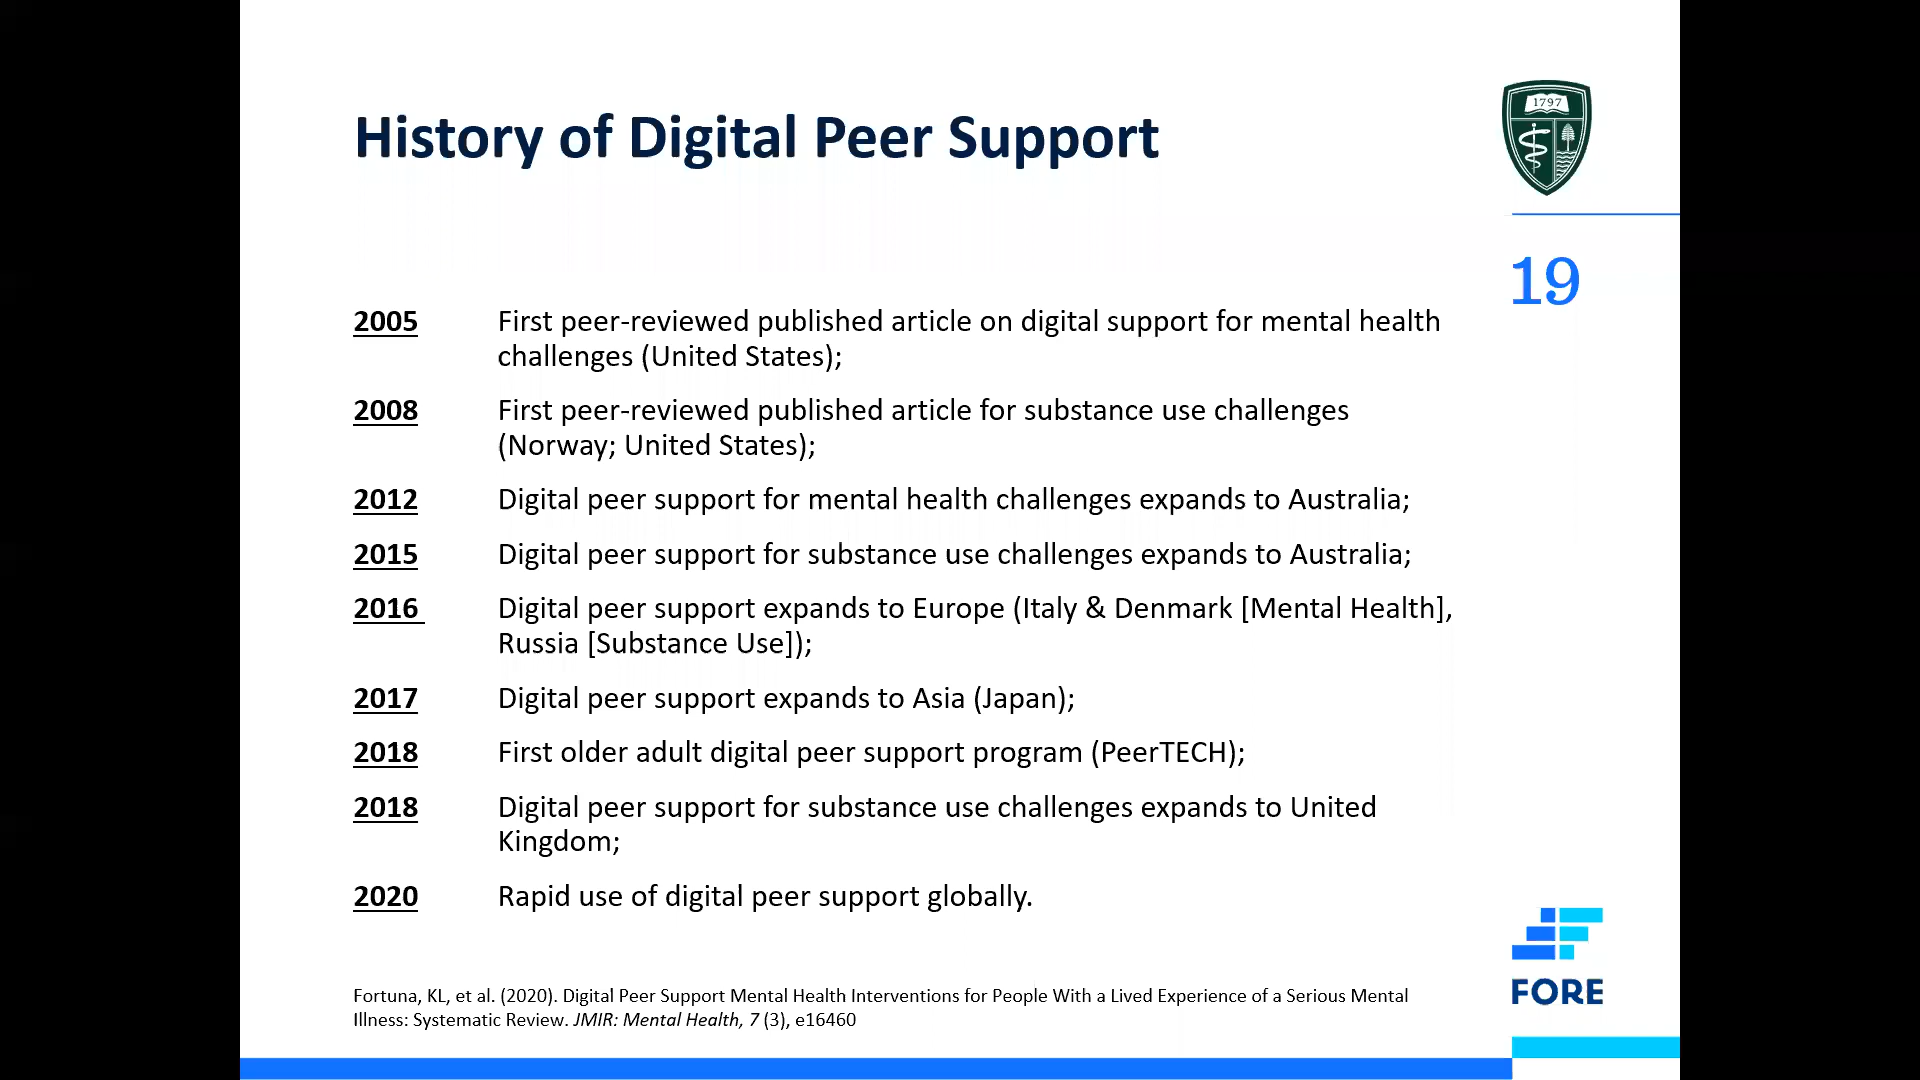 1797
History of Digital Peer Support
19
2005 First peer-reviewed published article on digital support for mental health
challenges (United States);
2008 First peer-reviewed published article for substance use challenges
(Norway; United States);
2012 Digital peer support for mental health challenges expands to Australia;
2015 Digital peer support for substance use challenges expands to Australia;
2016 Digital peer support expands to Europe (Italy & Denmark [Mental Health],
Russia [Substance Use]);
2017 Digital peer support expands to Asia (Japan);
2018 First older adult digital peer support program (PeerTECH);
2018 Digital peer support for substance use challenges expands to United
Kingdom;
2020 Rapid use of digital peer support globally.
Fortuna, KL, et al. (2020). Digital Peer Support Mental Health Interventions for People With a Lived Experience of a Serious Mental
Illness: Systematic Review. JMIR: Mental Health, 7 (3), e16460
FORE